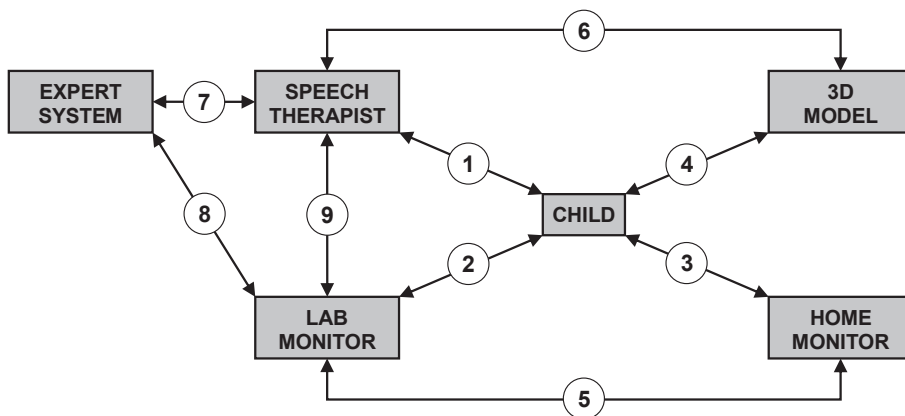 6
EXPERT
SYSTEM
7
SPEECH
THERAPIST
3D
MODEL
1
4
8
9
CHILD
2
3
LAB
MONITOR
HOME
MONITOR
5